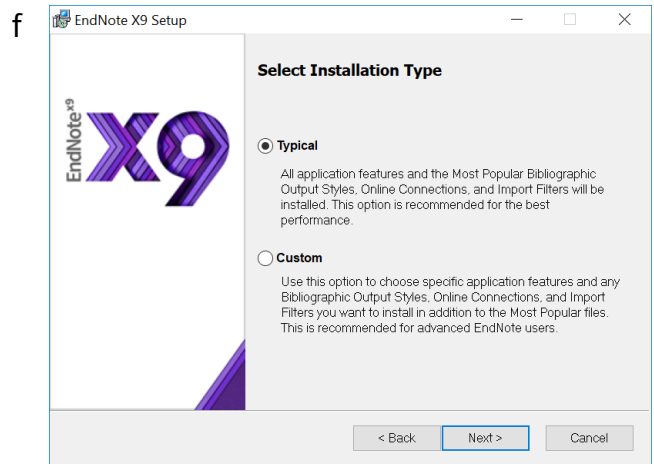 f
EndNote X9 Setup
EndNote x9
X9
Select Installation Type
Typical
All application features and the Most Popular Bibliographic
Output Styles, Online Connections, and Import Filters will be
installed. This option is recommended for the best
performance.
Custom
Use this option to choose specific application features and any
Bibliographic Output Styles, Online Connections, and Import
Filters you want to install in addition to the Most Popular files.
This is recommended for advanced EndNote users.
< Back Next > Cancel